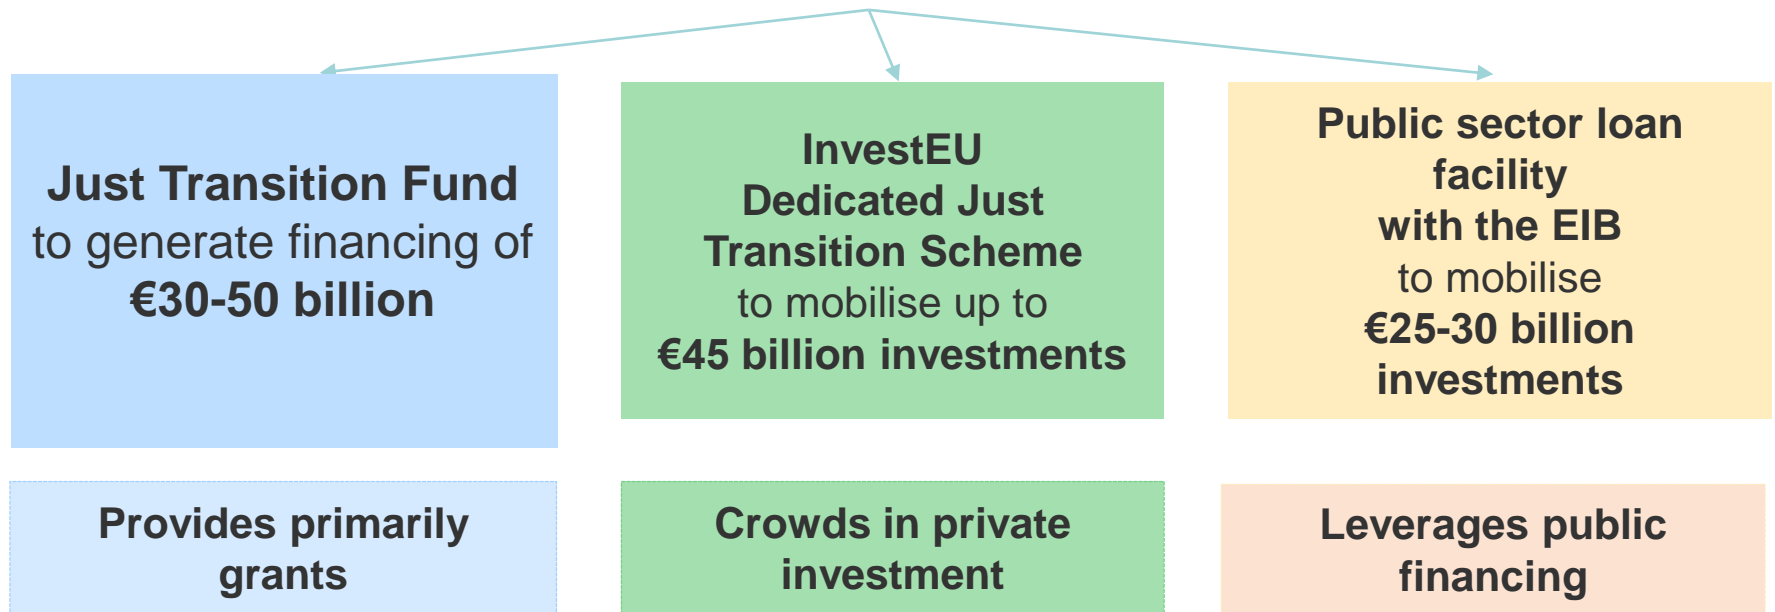 Just Transition Fund
to generate financing of
€30-50 billion
InvestEU
Dedicated Just
Transition Scheme
to mobilise up to
€45 billion investments
Public sector loan
facility
with the EIB
to mobilise
€25-30 billion
investments
Provides primarily
grants
Crowds in private
investment
Leverages public
financing